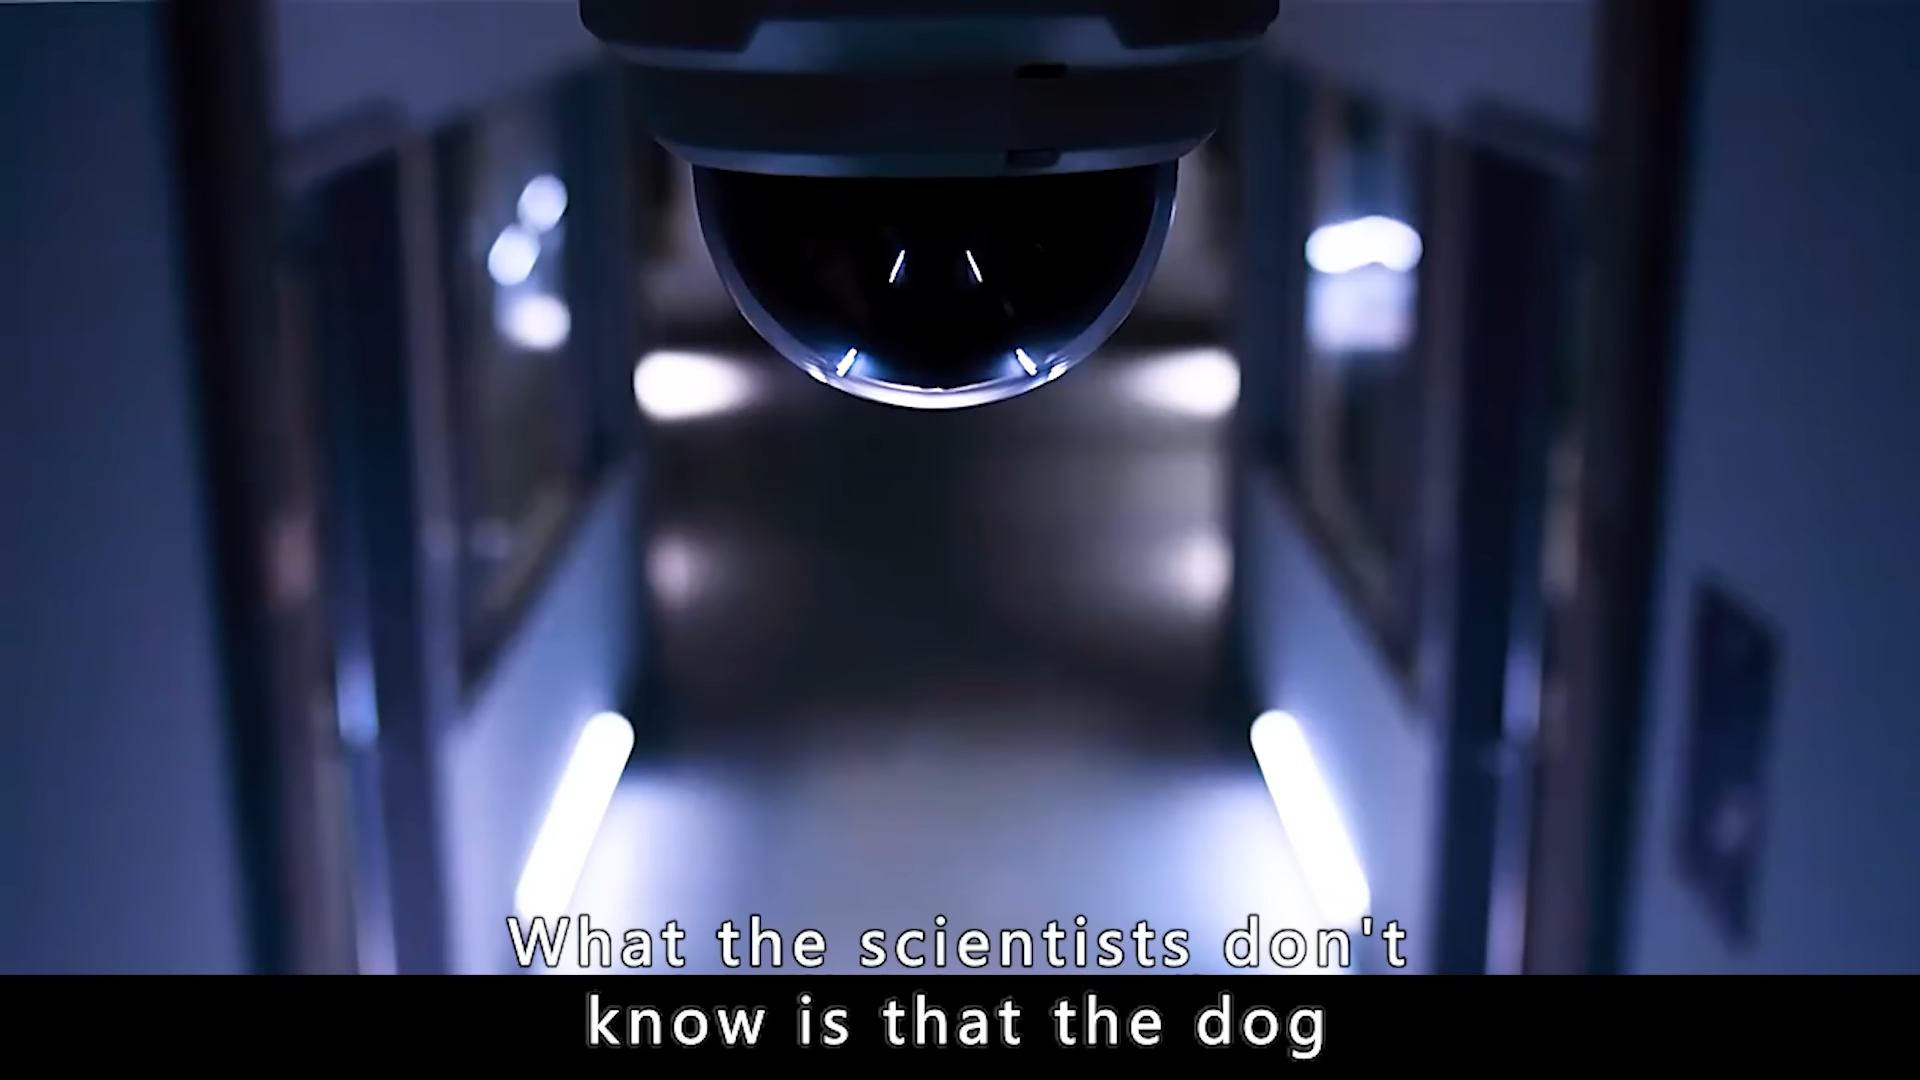 What the scientists don't
know is that the dog